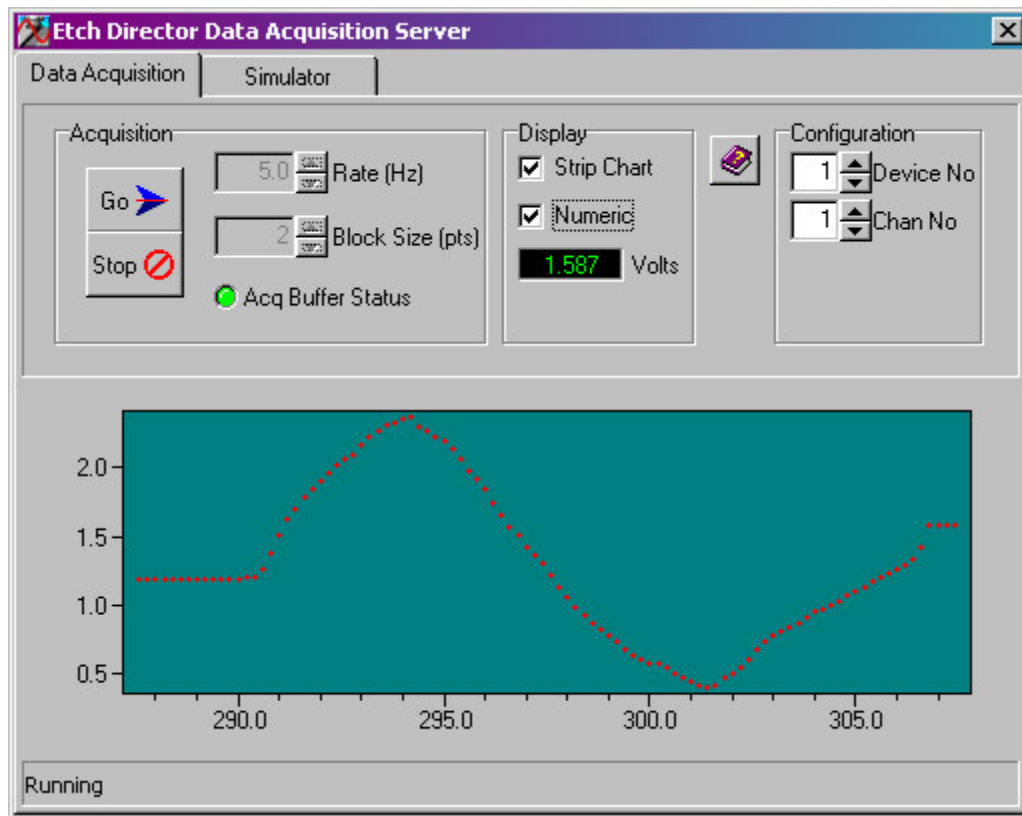 Etch Director Data Acquisition Server
Data Acquisition
Simulator
Acquisition
Go
Stop
5.0 Rate (Hz)
2 Block Size (pts)
Acq Buffer Status
Display
Strip Chart
Numeric
1.587 Volts
?
Configuration
1 Device No
1 Chan No
2.0
1.5
1.0
0.5
290.0 295.0 300.0 305.0
Running